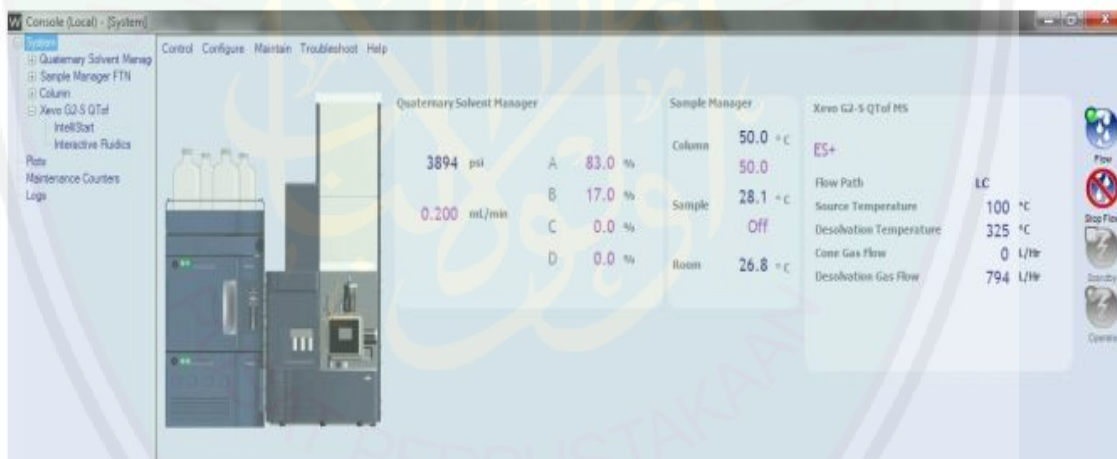 Console (Local) - [System]
System
Quaternary Solvent Manag
Sample Manager FTN
Column
Xevo G2-S QTof
IntelliStart
Interactive Fluidics
Plate
Maintenance Counters
Logs
Control Configure Maintain Troubleshoot Help
Quaternary Solvent Manager
3894 psi
0.200 mL/min
A 83.0 %
B 17.0 %
C 0.0 %
D 0.0 %
Sample Manager
Column 50.0 °C
50.0
Sample 28.1 °C
Off
Room 26.8 °C
Xevo G2-S QTof MS
ES+
Flow Path LC
Source Temperature 100 °C
Desolvation Temperature 325 °C
Cone Gas Flow 0 L/Hr
Desolvation Gas Flow 794 L/Hr
Flow
Stop Flow
Standby
Operate
PERPUSTAKAAN